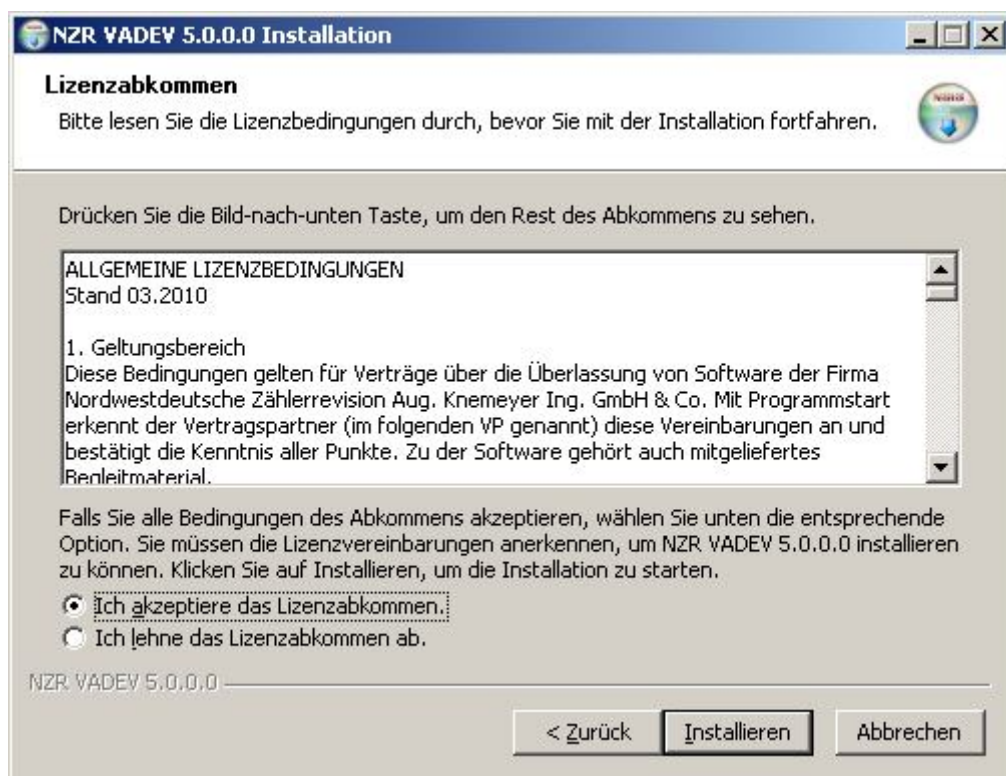 NZR VADEV 5.0.0.0 Installation
Lizenzabkommen
Bitte lesen Sie die Lizenzbedingungen durch, bevor Sie mit der Installation fortfahren.
Drücken Sie die Bild-nach-unten Taste, um den Rest des Abkommens zu sehen.
ALLGEMEINE LIZENZBEDINGUNGEN
Stand 03.2010
1. Geltungsbereich
Diese Bedingungen gelten für Verträge über die Überlassung von Software der Firma
Nordwestdeutsche Zählerrevision Aug. Knemeyer Ing. GmbH & Co. Mit Programmstart
erkennt der Vertragspartner (im folgenden VP genannt) diese Vereinbarungen an und
bestätigt die Kenntnis aller Punkte. Zu der Software gehört auch mitgeliefertes
Begleitmaterial.
Falls Sie alle Bedingungen des Abkommens akzeptieren, wählen Sie unten die entsprechende
Option. Sie müssen die Lizenzvereinbarungen anerkennen, um NZR VADEV 5.0.0.0 installieren
zu können. Klicken Sie auf Installieren, um die Installation zu starten.
Ich akzeptiere das Lizenzabkommen.
Ich lehne das Lizenzabkommen ab.
NZR VADEV 5.0.0.0
< Zurück
Installieren
Abbrechen